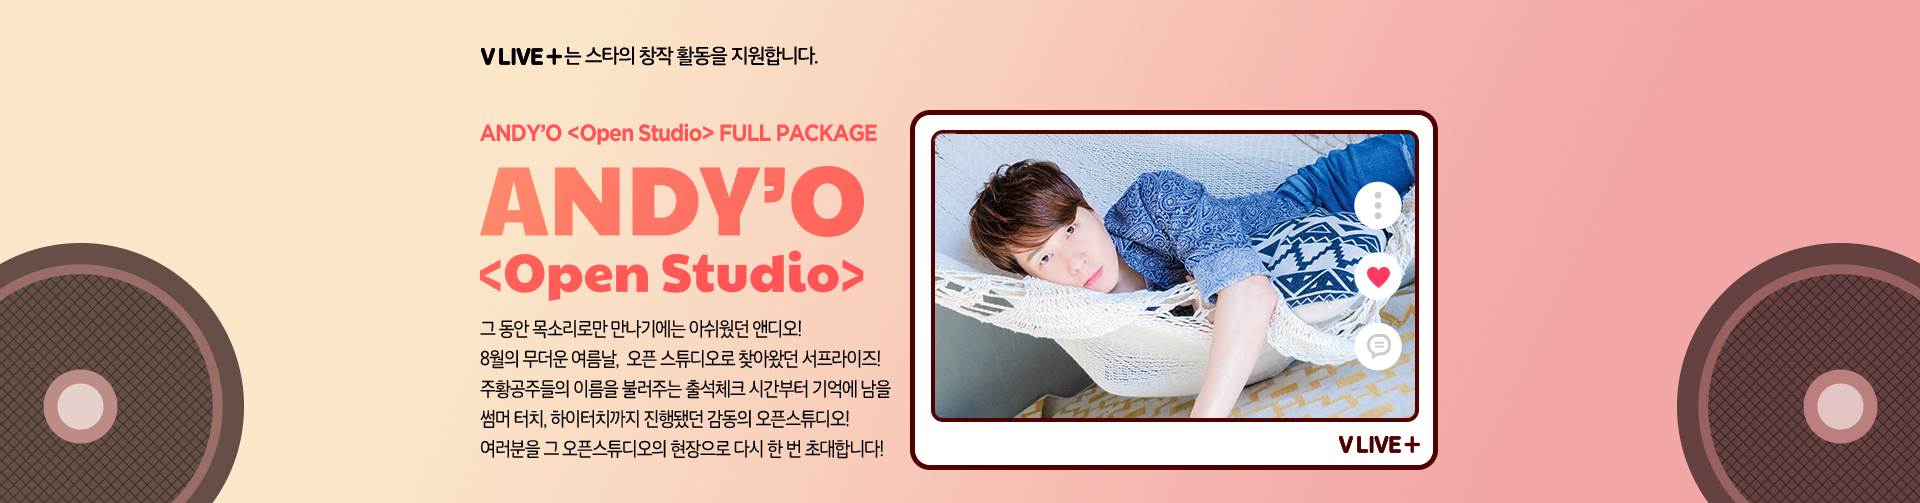 V LIVE+는 스타의 창작 활동을 지원합니다.
ANDY’O <Open Studio> FULL PACKAGE
ANDY’O
<Open Studio>
그 동안 목소리로만 만나기에는 아쉬웠던 앤디오!
8월의 무더운 여름날, 오픈 스튜디오로 찾아왔던 서프라이즈!
주황공주들의 이름을 불러주는 출석체크 시간부터 기억에 남을
썸머 터치, 하이터치까지 진행됐던 감동의 오픈스튜디오!
여러분을 그 오픈스튜디오의 현장으로 다시 한 번 초대합니다!
V LIVE+